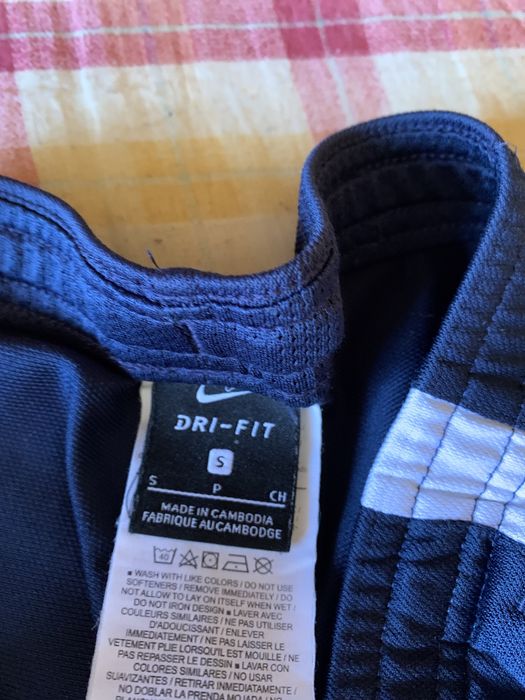 DRI-FIT
S
S P CH
MADE IN CAMBODIA
FABRIQUE AU CAMBODGE
40
▪ WASH WITH LIKE COLORS / DO NOT USE
SOFTENERS / REMOVE IMMEDIATELY / DO
NOT ALLOW TO LAY ON ITSELF WHEN WET /
DO NOT IRON DESIGN ▪ LAVER AVEC
COULEURS SIMILAIRES / NE PAS UTILISER
D'ADOUCISSANT / ENLEVER
IMMEDIATEMENT / NE PAS LAISSER LE
VETEMENT PLIE LORSQU'IL EST MOUILLE / NE
PAS REPASSER LE DESSIN ▪ LAVAR CON
COLORES SIMILARES / NO USAR
SUAVIZANTES / RETIRAR INMEDIATAMENTE /
NO DOBLAR LA PRENDA MOJADA / NO